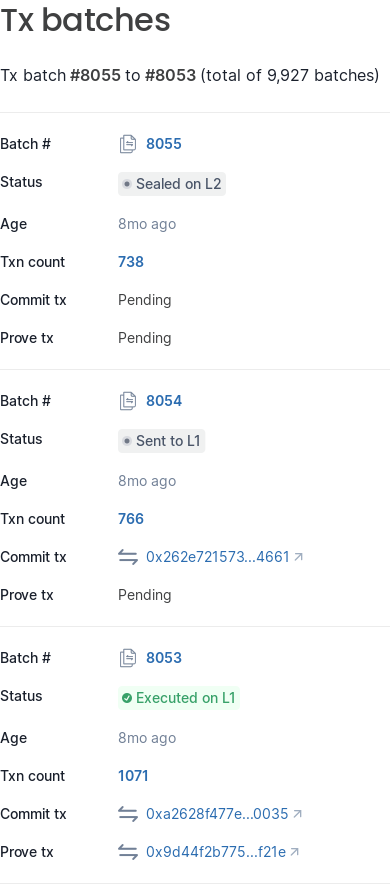 Tx batches
Tx batch #8055 to #8053 (total of 9,927 batches)
Batch # 8055
Status Sealed on L2
Age 8mo ago
Txn count 738
Commit tx Pending
Prove tx Pending
Batch # 8054
Status Sent to L1
Age 8mo ago
Txn count 766
Commit tx 0x262e721573...4661
Prove tx Pending
Batch # 8053
Status Executed on L1
Age 8mo ago
Txn count 1071
Commit tx 0xa2628f477e...0035
Prove tx 0x9d44f2b775...f21e